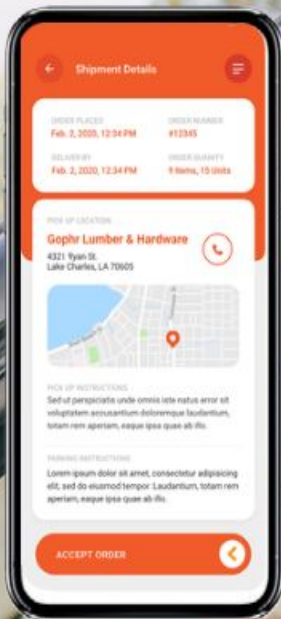 Shipment Details
ORDER PLACED
ORDER NUMBER
Feb. 2, 2020, 12:34 PM
#12345
DELIVER BY
ORDER QUANITY
Feb. 2, 2020, 12:34 PM
9 Items, 15 Units
PICK UP LOCATION
Gophr Lumber & Hardware
4321 Ryan St.
Lake Charles, LA 70605
PICK UP INSTRUCTIONS
Sed ut perspiciatis unde omnis iste natus error sit
voluptatem accusantium doloremque laudantium,
totam rem aperiam, eaque ipsa quae ab illo.
PARKING INSTRUCTIONS
Lorem ipsum dolor sit amet, consectetur adipisicing
elit, sed do eiusmod tempor. Laudantium, totam rem
aperiam, eaque ipsa quae ab illo.
ACCEPT ORDER